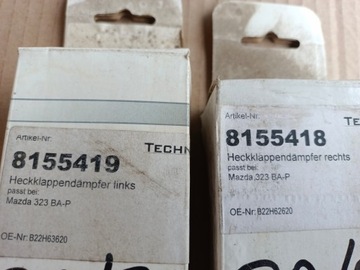 Artikel-Nr:
8155419
TECHN
Heckklappendämpfer links
passt bei:
Mazda 323 BA-P
OE-Nr:B22H63620
Artikel-Nr:
8155418
TECHN
Heckklappendämpfer rechts
passt bei:
Mazda 323 BA-P
OE-Nr:B22H62620